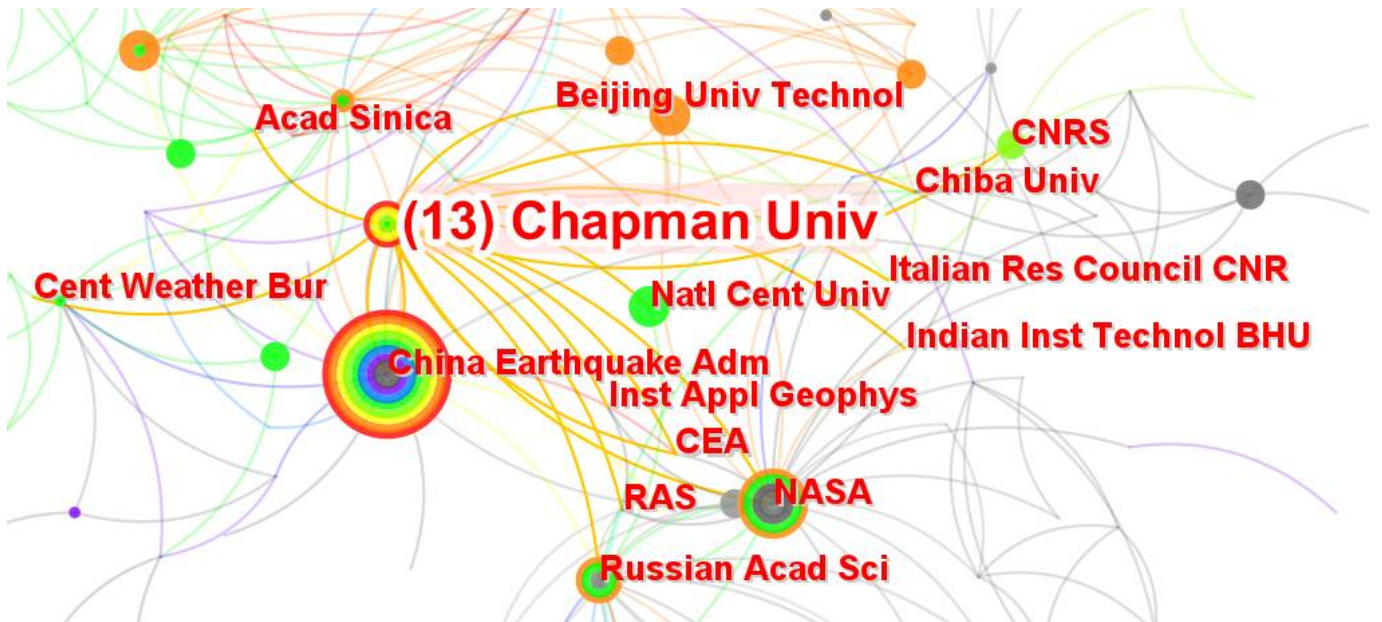 Beijing Univ Technol
Acad Sinica
CNRS
Chiba Univ
(13) Chapman Univ
Italian Res Council CNR
Cent Weather Bur
Natl Cent Univ
Indian Inst Technol BHU
China Earthquake Adm
Inst Appl Geophys
CEA
RAS
NASA
Russian Acad Sci